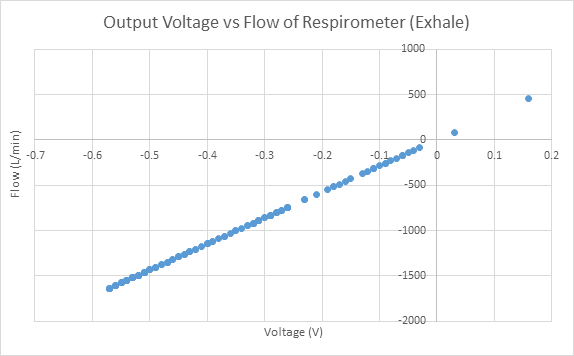 Output Voltage vs Flow of Respirometer (Exhale)
1000
500
0
-0.7 -0.6 -0.5 -0.4 -0.3 -0.2 -0.1 0 0.1 0.2
-500
-1000
-1500
-2000
Flow (L/min)
Voltage (V)